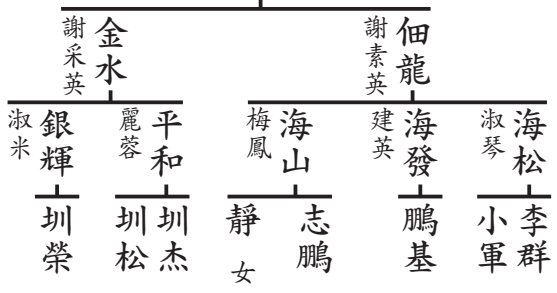 佃龍
謝素英
金水
謝采英
海松
淑琴
海發
建英
海山
梅鳳
平和
麗蓉
銀輝
淑米
李群
小軍
鵬基
志鵬
靜 女
圳杰
圳松
圳榮